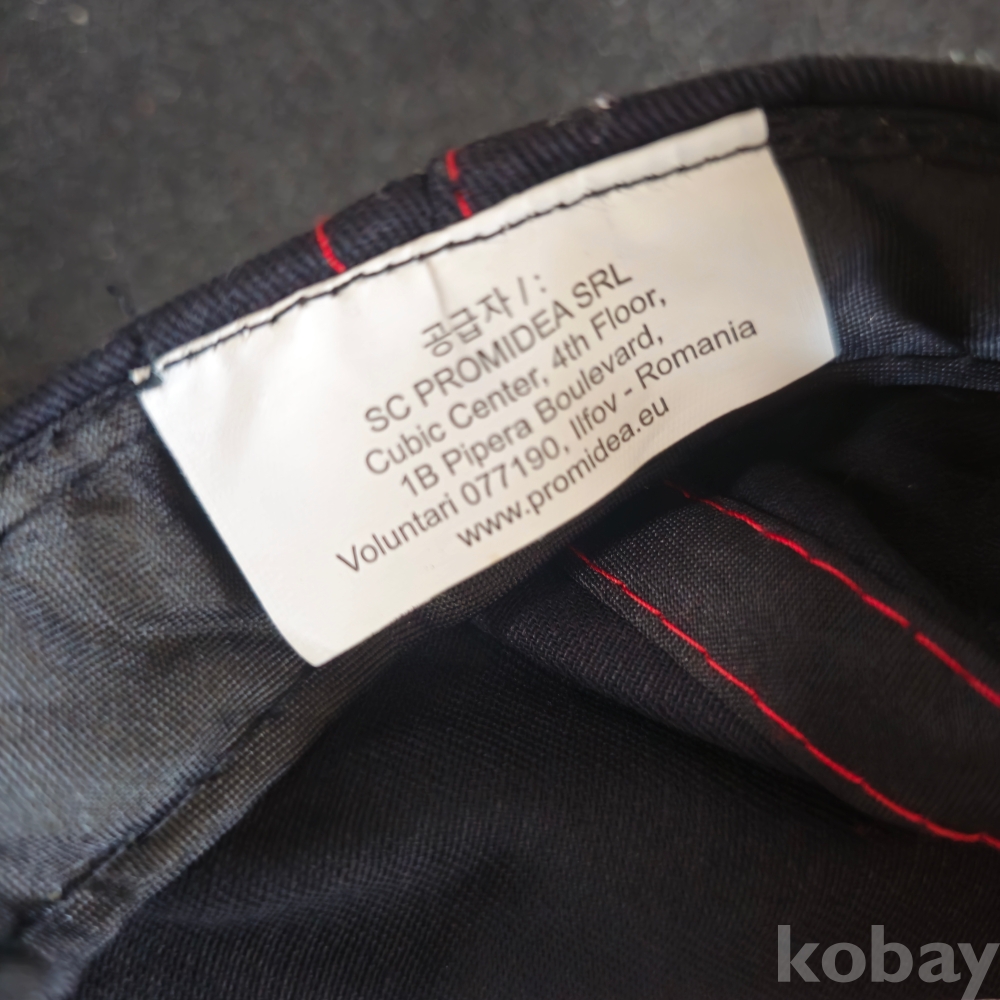 공급자 / :
SC PROMIDEA SRL
Cubic Center, 4th Floor,
1B Pipera Boulevard,
Voluntari 077190, Ilfov - Romania
www.promidea.eu
kobay